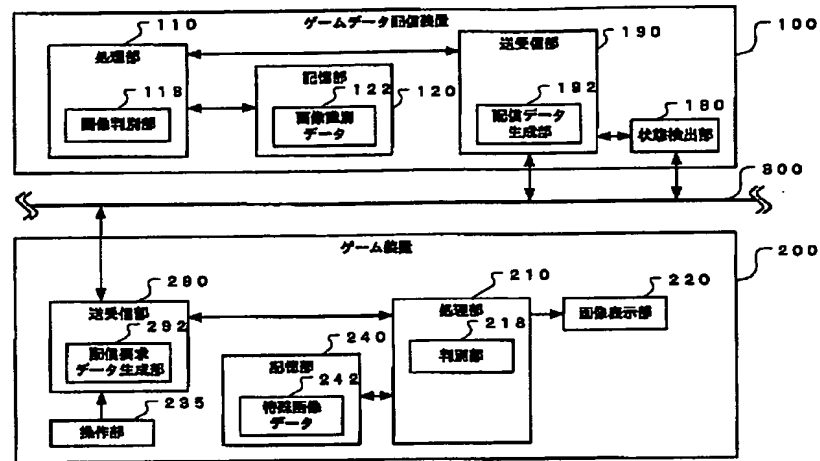 ゲームデータ配信装置
100
110
処理部
118
画像判別部
記憶部
122
画像識別
データ
120
送受信部
190
192
配信データ
生成部
180
状態検出部
800
ゲーム装置
200
290
送受信部
292
配信要求
データ生成部
235
操作部
240
記憶部
242
特殊画像
データ
210
処理部
218
判別部
220
画像表示部